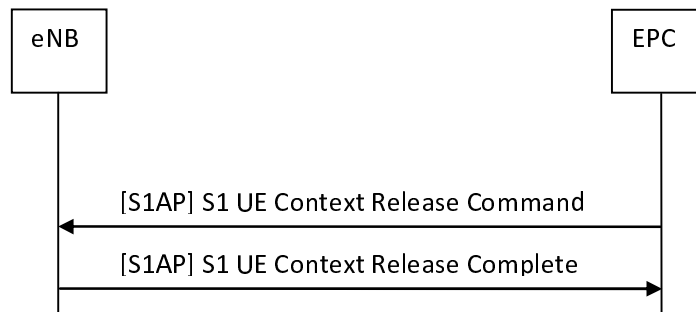 eNB
EPC
[S1AP] S1 UE Context Release Command
[S1AP] S1 UE Context Release Complete